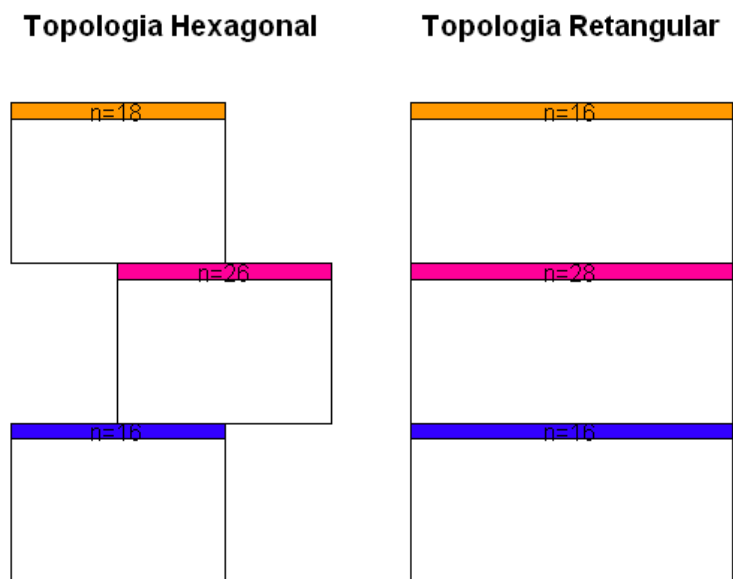 Topologia Hexagonal
Topologia Retangular
n=18
n=16
n=26
n=28
n=16
n=16